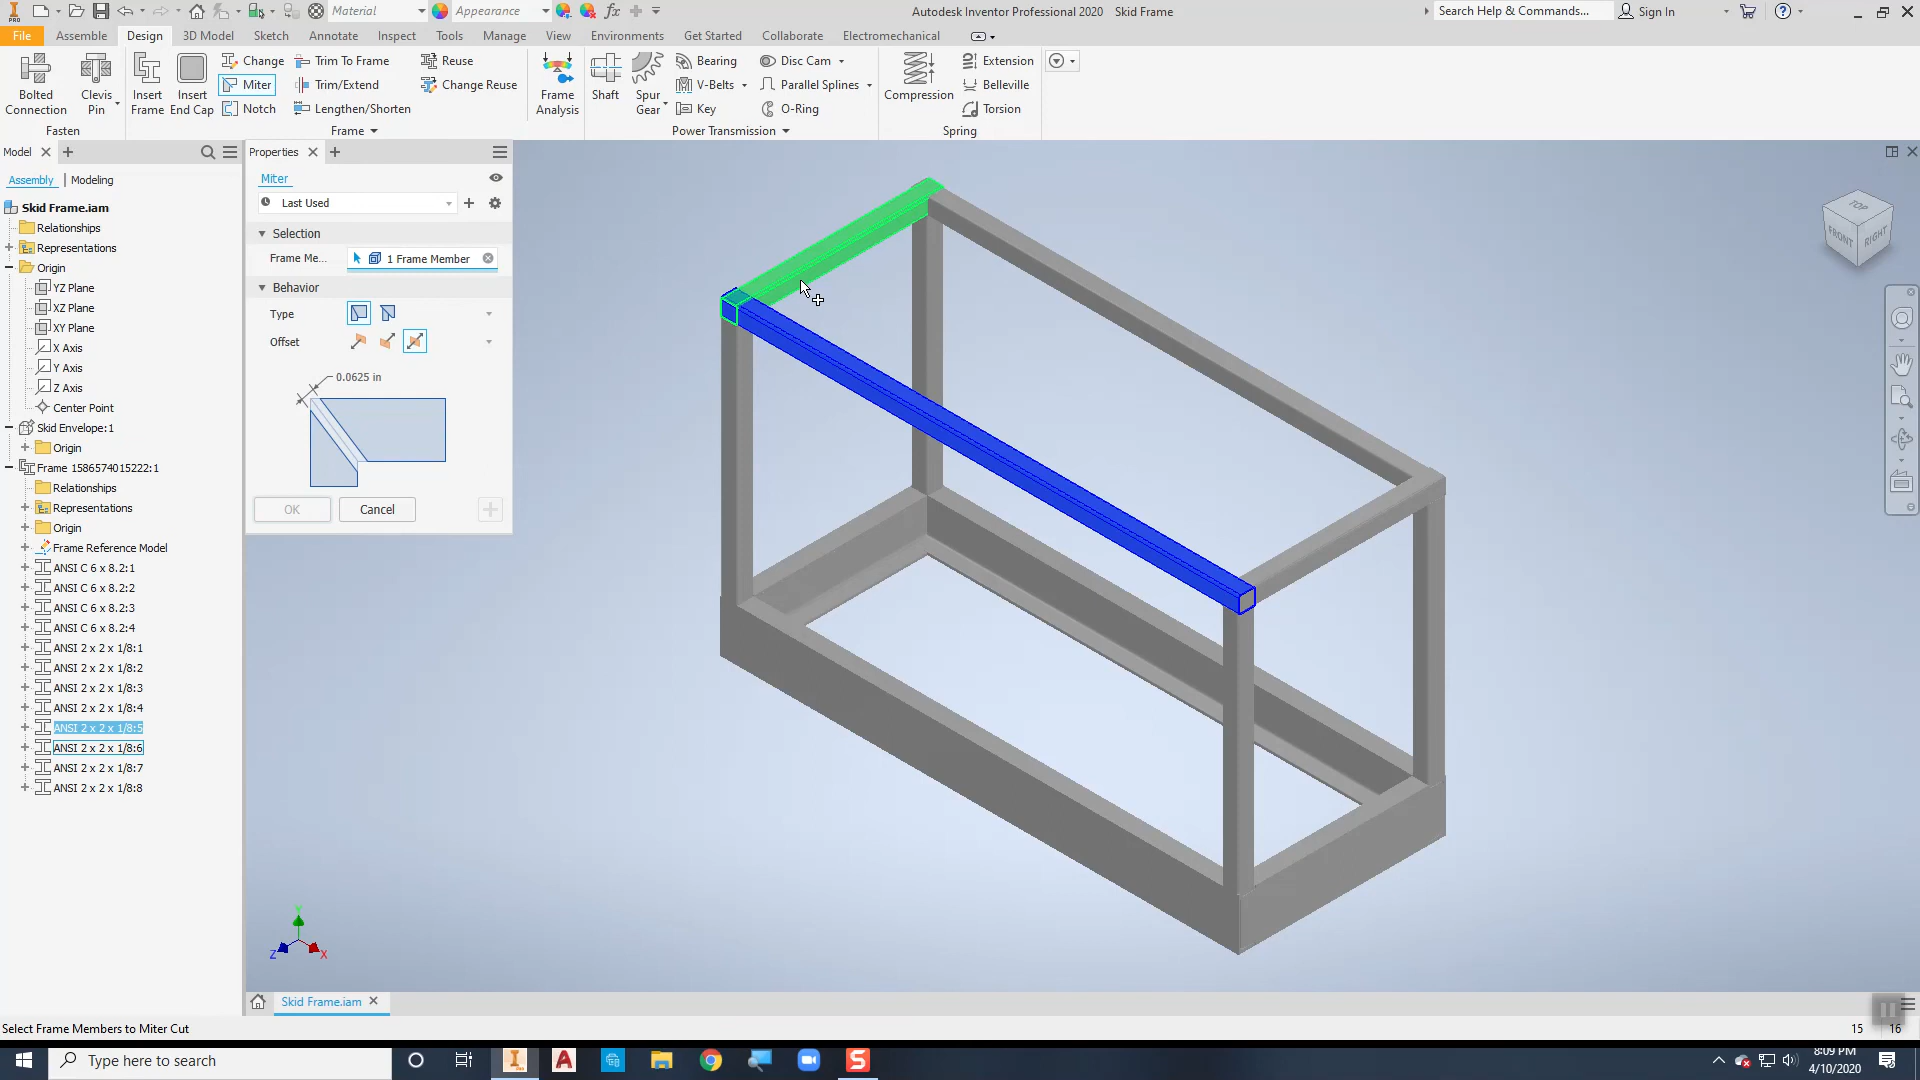 Material
Appearance
Autodesk Inventor Professional 2020 Skid Frame
Search Help & Commands...
Sign In
File Assemble Design 3D Model Sketch Annotate Inspect Tools Manage View Environments Get Started Collaborate Electromechanical
Bolted Connection
Clevis Pin
Fasten
Insert Frame
Insert End Cap
Change
Miter
Notch
Trim To Frame
Trim/Extend
Lengthen/Shorten
Reuse
Change Reuse
Frame
Frame Analysis
Shaft
Spur Gear
Bearing
V-Belts
Key
Disc Cam
Parallel Splines
O-Ring
Power Transmission
Compression
Extension
Belleville
Torsion
Spring
Model
Assembly | Modeling
Skid Frame.iam
Relationships
Representations
Origin
YZ Plane
XZ Plane
XY Plane
X Axis
Y Axis
Z Axis
Center Point
Skid Envelope:1
Origin
Frame 1586574015222:1
Relationships
Representations
Origin
Frame Reference Model
ANSI C 6 x 8.2:1
ANSI C 6 x 8.2:2
ANSI C 6 x 8.2:3
ANSI C 6 x 8.2:4
ANSI 2 x 2 x 1/8:1
ANSI 2 x 2 x 1/8:2
ANSI 2 x 2 x 1/8:3
ANSI 2 x 2 x 1/8:4
ANSI 2 x 2 x 1/8:5
ANSI 2 x 2 x 1/8:6
ANSI 2 x 2 x 1/8:7
ANSI 2 x 2 x 1/8:8
Properties
Miter
Last Used
Selection
Frame Me... 1 Frame Member
Behavior
Type
Offset
0.0625 in
OK Cancel
TOP
FRONT RIGHT
Y
Z X
Skid Frame.iam
Select Frame Members to Miter Cut
15 16
Type here to search
8:09 PM
4/10/2020